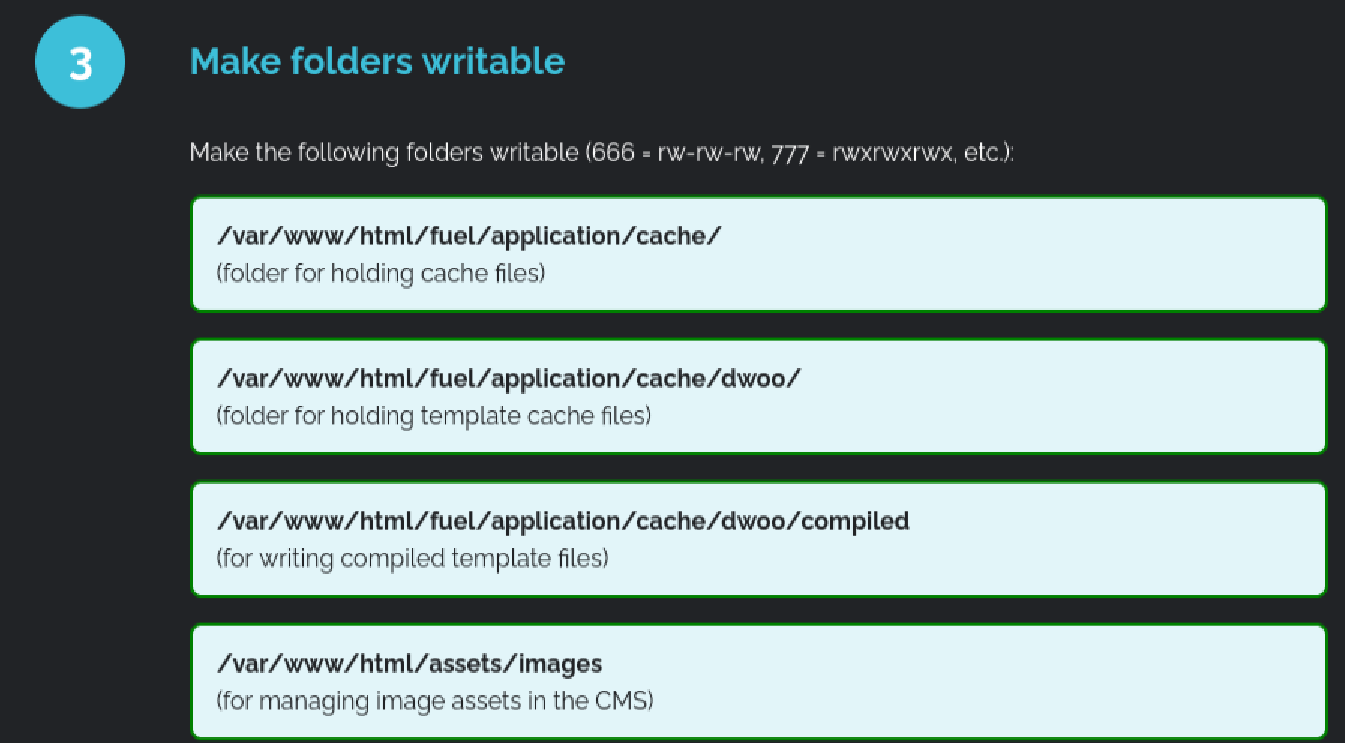 3
Make folders writable
Make the following folders writable (666 = rw-rw-rw, 777 = rwxrwxrwx, etc.):
/var/www/html/fuel/application/cache/
(folder for holding cache files)
/var/www/html/fuel/application/cache/dwoo/
(folder for holding template cache files)
/var/www/html/fuel/application/cache/dwoo/compiled
(for writing compiled template files)
/var/www/html/assets/images
(for managing image assets in the CMS)